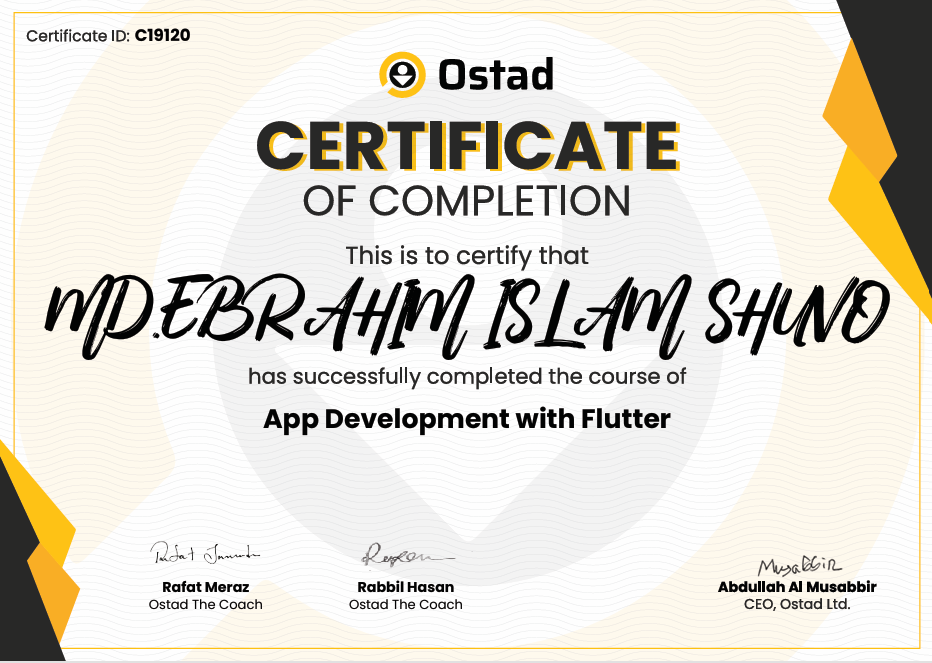 Certificate ID: C19120
Ostad
CERTIFICATE
OF COMPLETION
This is to certify that
MD.EBRAHIM ISLAM SHUVO
has successfully completed the course of
App Development with Flutter
Musabbir
Rafat Meraz
Ostad The Coach
Rabbil Hasan
Ostad The Coach
Abdullah Al Musabbir
CEO, Ostad Ltd.